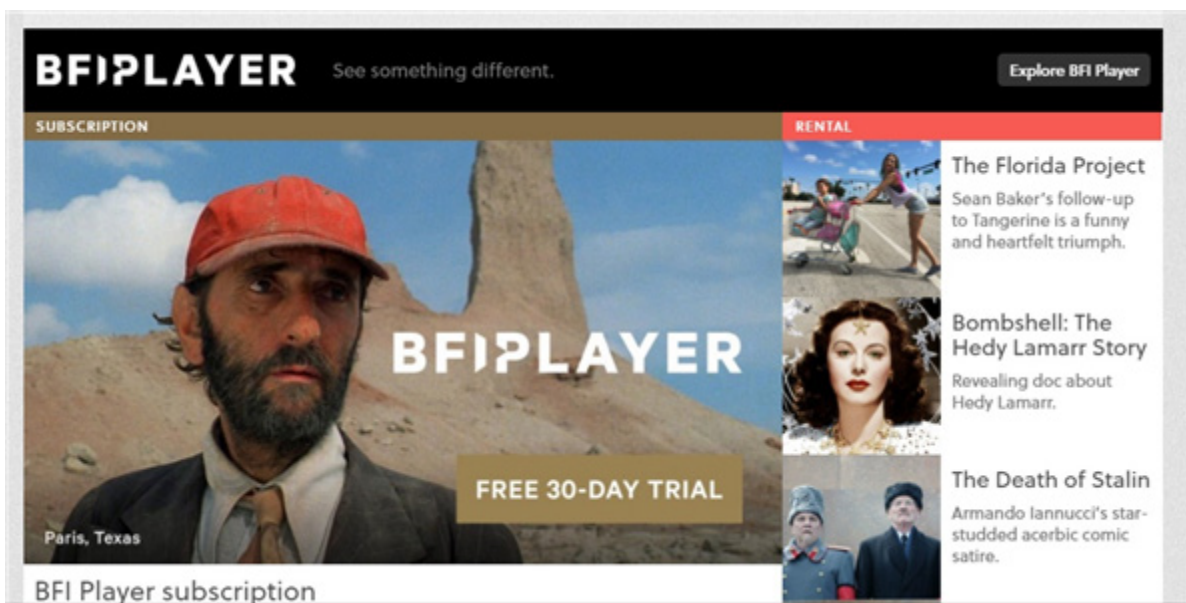 BFIPLAYER
See something different.
Explore BFI Player
SUBSCRIPTION
BFIPLAYER
FREE 30-DAY TRIAL
Paris, Texas
BFI Player subscription
RENTAL
The Florida Project
Sean Baker's follow-up
to Tangerine is a funny
and heartfelt triumph.
Bombshell: The
Hedy Lamarr Story
Revealing doc about
Hedy Lamarr.
The Death of Stalin
Armando Iannucci's star-
studded acerbic comic
satire.